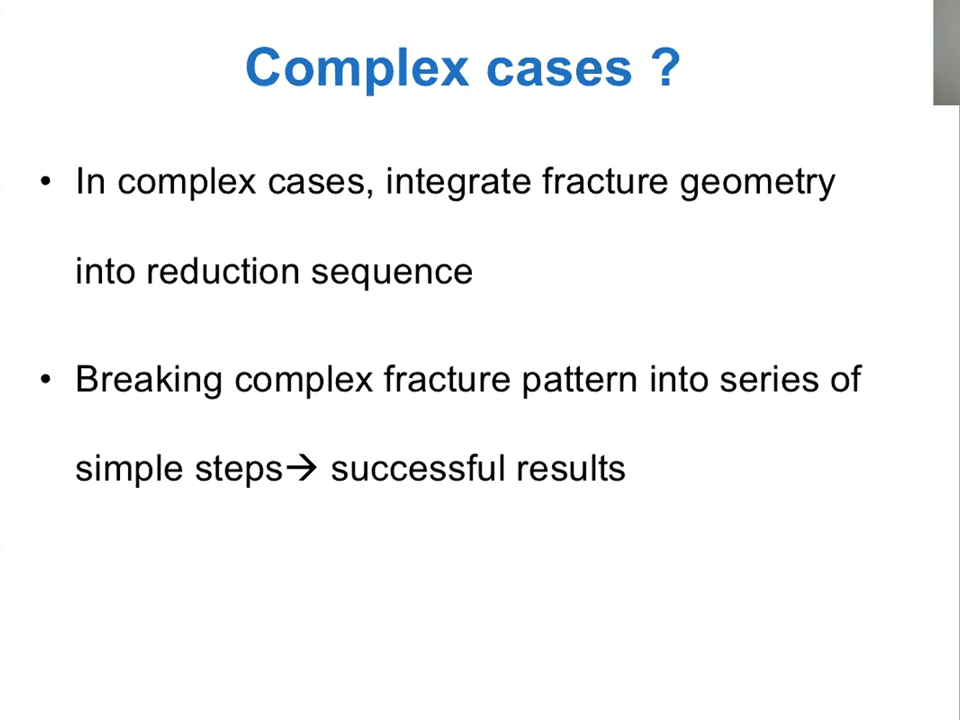 Complex cases ?
• In complex cases, integrate fracture geometry
into reduction sequence
• Breaking complex fracture pattern into series of
simple steps→ successful results